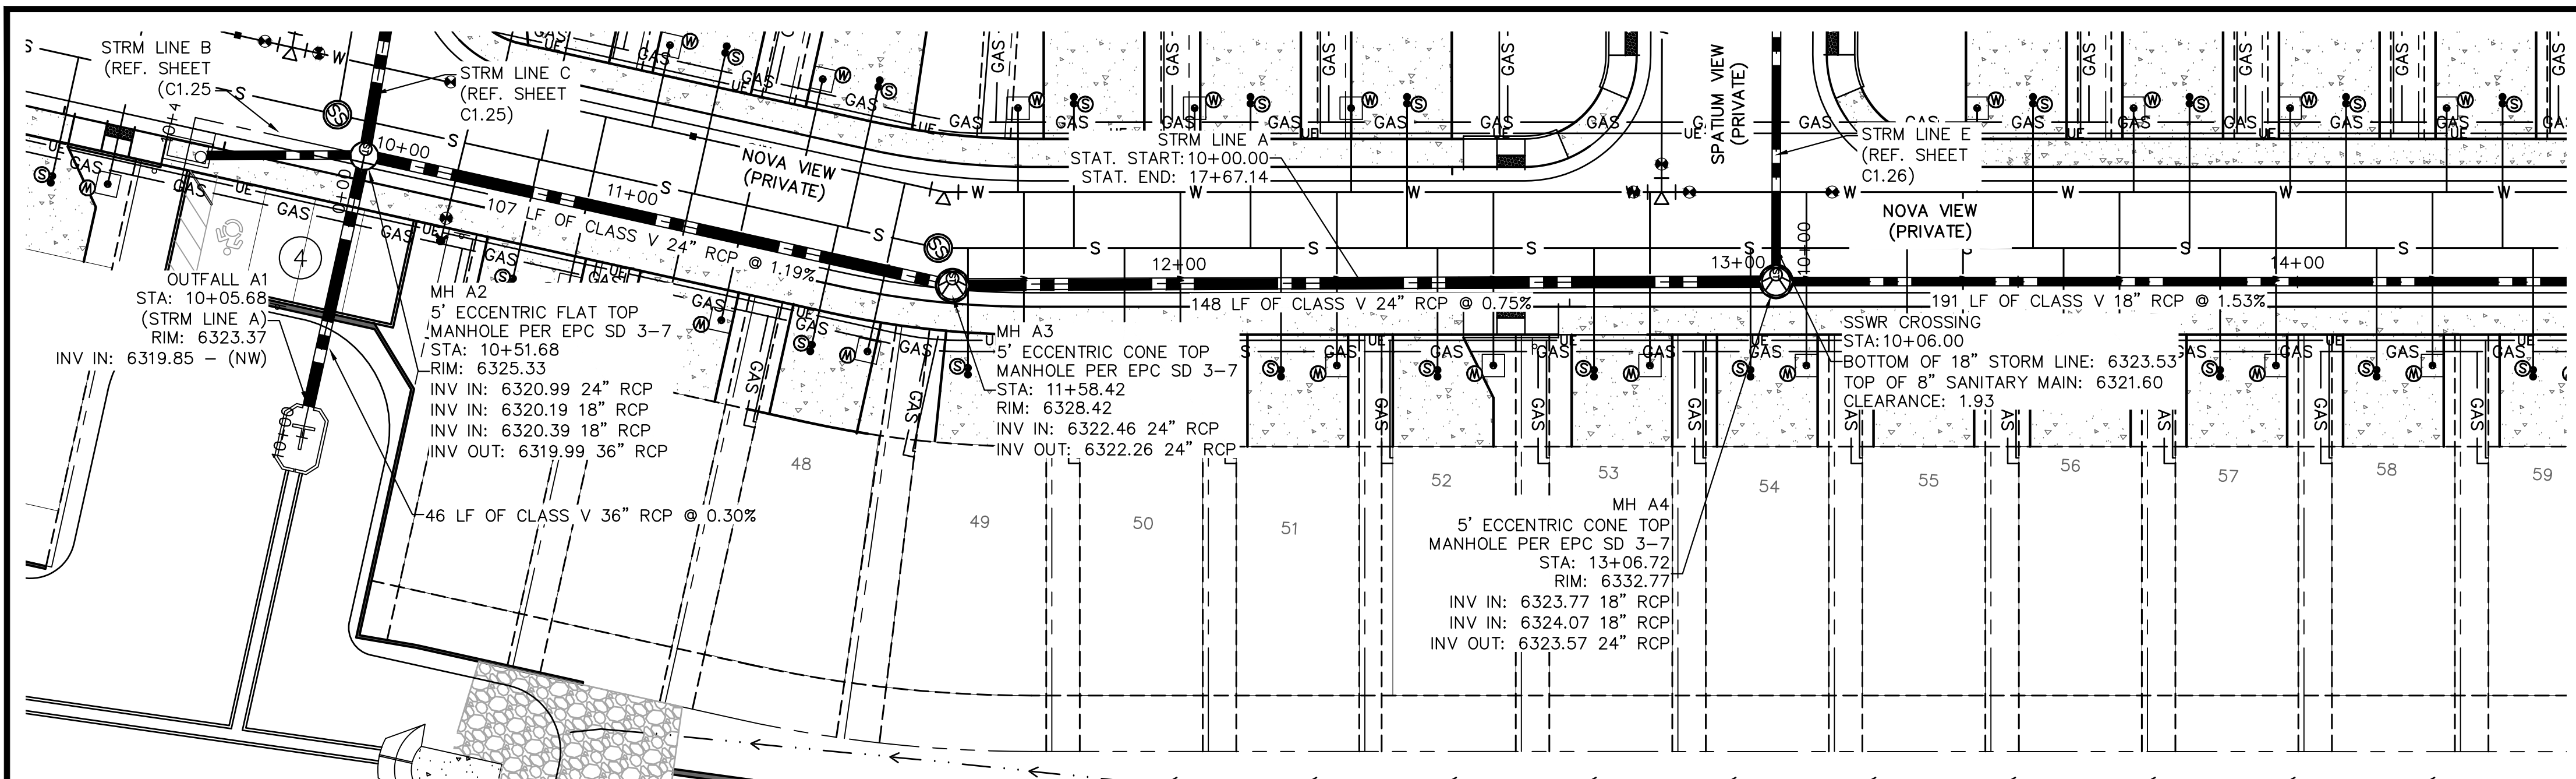 STRM LINE B
(REF. SHEET
(C1.25
STRM LINE C
(REF. SHEET
C1.25)
10+00
11+00
107 LF OF CLASS V 24" RCP @ 1.19%
NOVA VIEW
(PRIVATE)
STRM LINE A
STAT. START:10+00.00
STAT. END: 17+67.14
12+00
148 LF OF CLASS V 24" RCP @ 0.75%
SPATIUM VIEW
(PRIVATE)
STRM LINE E
(REF. SHEET
C1.26)
NOVA VIEW
(PRIVATE)
13+00
10+00
14+00
191 LF OF CLASS V 18" RCP @ 1.53%
4
OUTFALL A1
STA: 10+05.68
(STRM LINE A)
RIM: 6323.37
INV IN: 6319.85 – (NW)
MH A2
5' ECCENTRIC FLAT TOP
MANHOLE PER EPC SD 3–7
STA: 10+51.68
RIM: 6325.33
INV IN: 6320.99 24" RCP
INV IN: 6320.19 18" RCP
INV IN: 6320.39 18" RCP
INV OUT: 6319.99 36" RCP
46 LF OF CLASS V 36" RCP @ 0.30%
MH A3
5' ECCENTRIC CONE TOP
MANHOLE PER EPC SD 3–7
STA: 11+58.42
RIM: 6328.42
INV IN: 6322.46 24" RCP
INV OUT: 6322.26 24" RCP
SSWR CROSSING
STA:10+06.00
BOTTOM OF 18" STORM LINE: 6323.53
TOP OF 8" SANITARY MAIN: 6321.60
CLEARANCE: 1.93
MH A4
5' ECCENTRIC CONE TOP
MANHOLE PER EPC SD 3–7
STA: 13+06.72
RIM: 6332.77
INV IN: 6323.77 18" RCP
INV IN: 6324.07 18" RCP
INV OUT: 6323.57 24" RCP
48
49
50
51
52
53
54
55
56
57
58
59